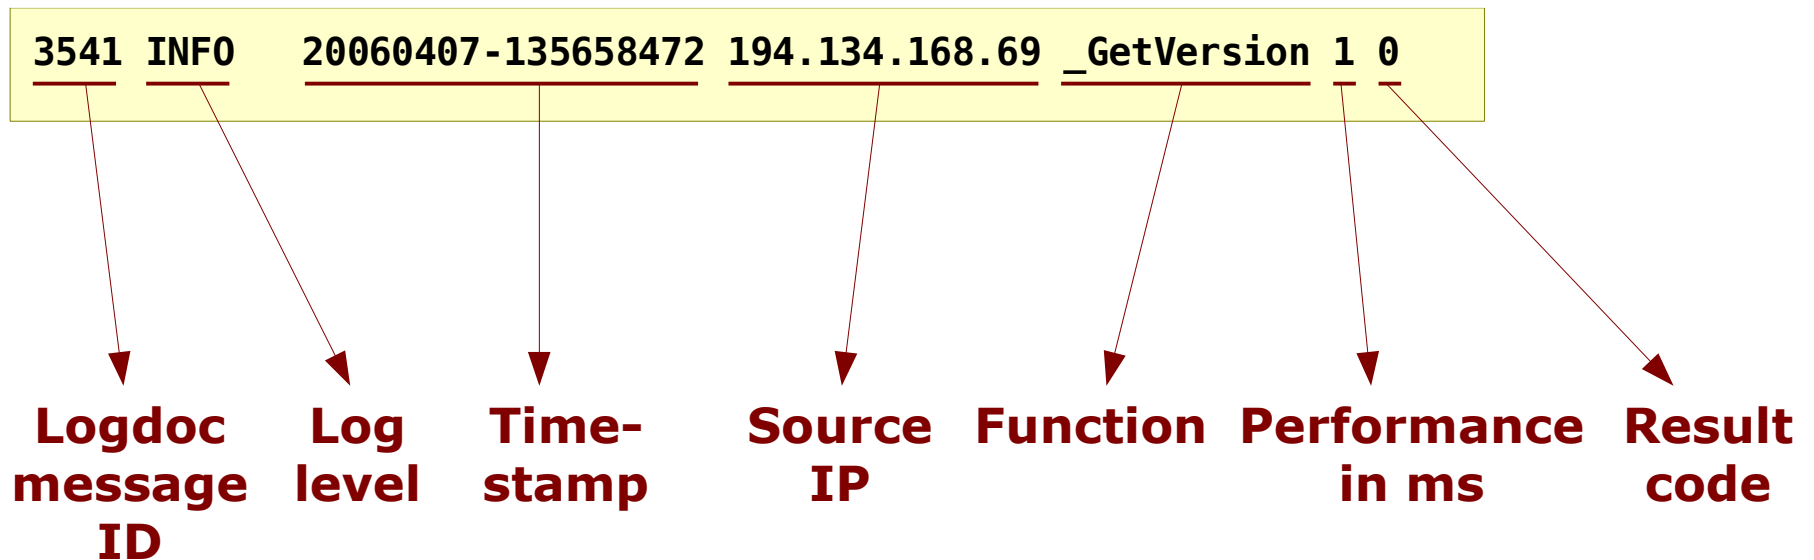 3541 INFO   20060407-135658472 194.134.168.69 _GetVersion 1 0
Logdoc message ID
Log level
Time-stamp
Source IP
Function
Performance in ms
Result code